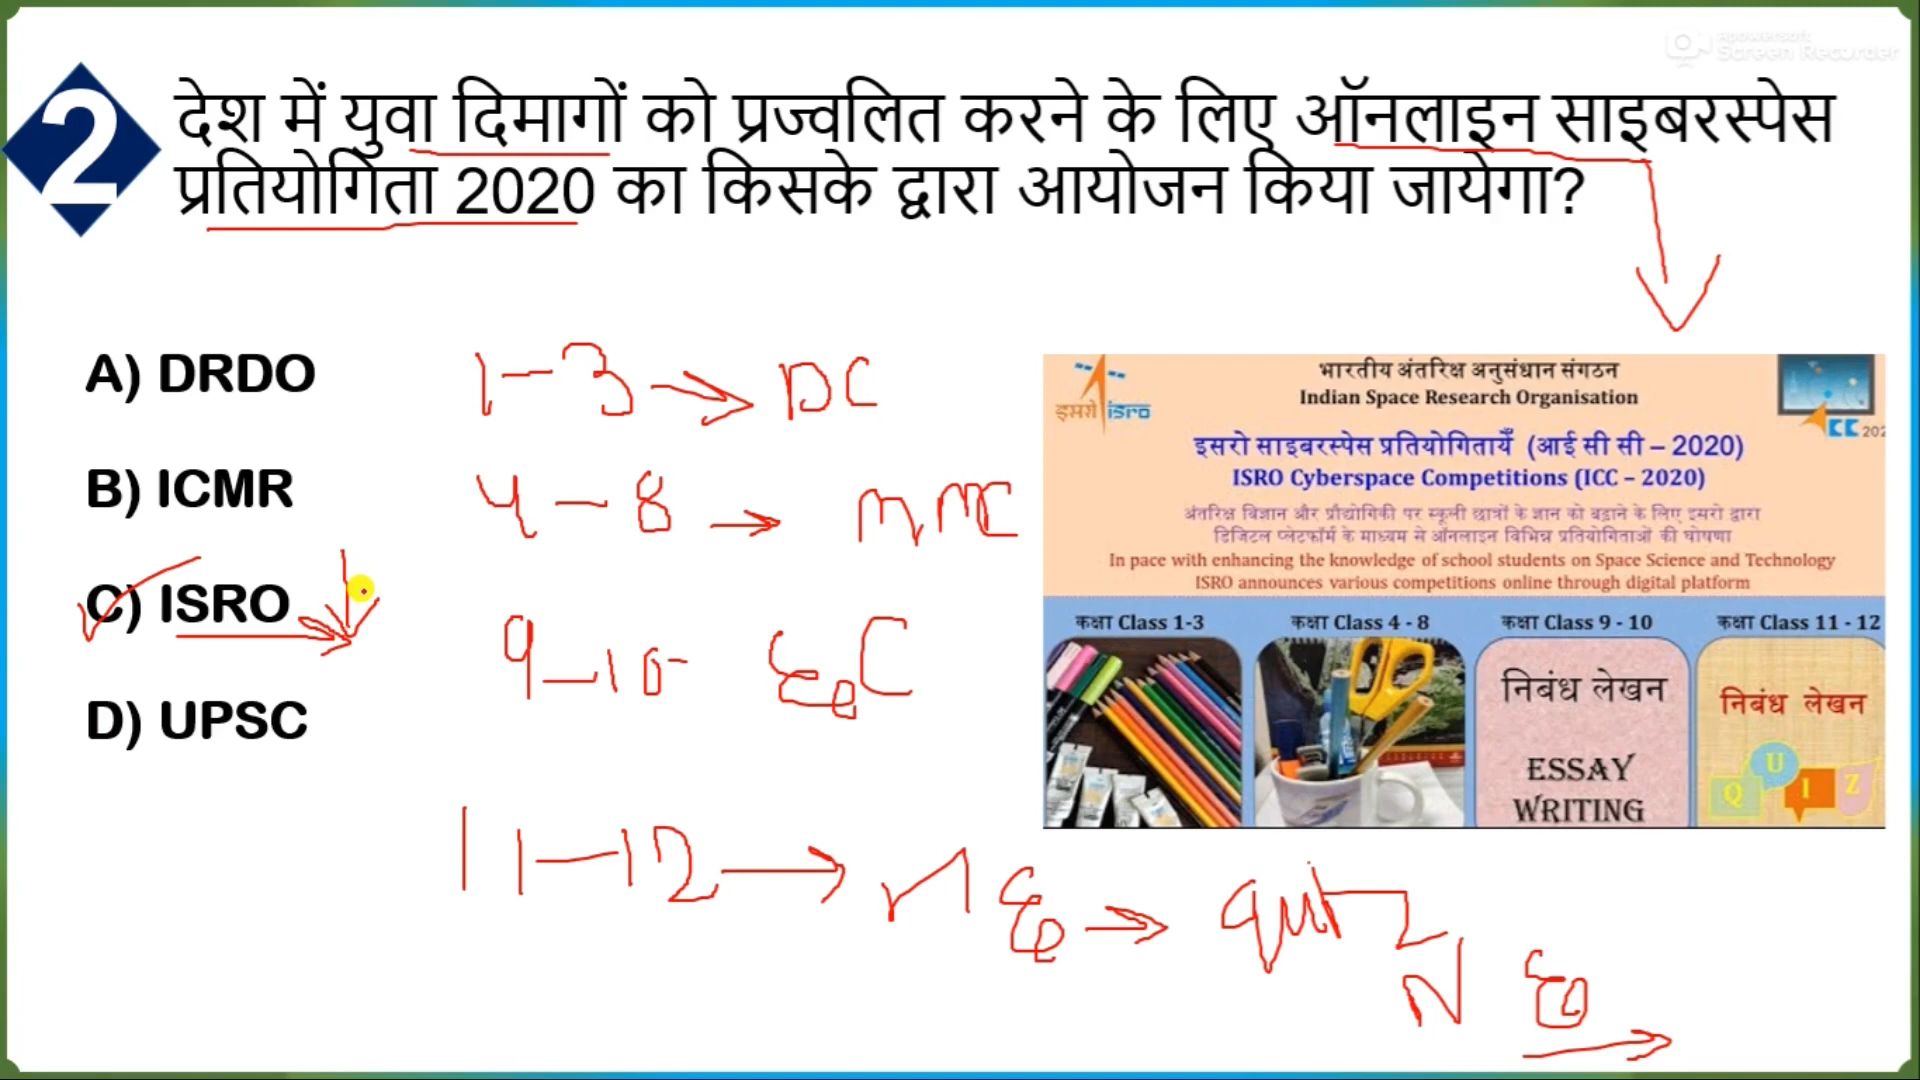 Apowersoft
Screen Recorder
2
देश में युवा दिमागों को प्रज्वलित करने के लिए ऑनलाइन साइबरस्पेस
प्रतियोगिता 2020 का किसके द्वारा आयोजन किया जायेगा?
A) DRDO
B) ICMR
C) ISRO
D) UPSC
1-3 → DC
4-8 →
9-10
11-12 →
→ quiz
भारतीय अंतरिक्ष अनुसंधान संगठन
Indian Space Research Organisation
इसरो isro
CC 202
इसरो साइबरस्पेस प्रतियोगितायेँ (आई सी सी – 2020)
ISRO Cyberspace Competitions (ICC – 2020)
अंतरिक्ष विज्ञान और प्रौद्योगिकी पर स्कूली छात्रों के ज्ञान को बढ़ाने के लिए इसरो द्वारा
डिजिटल प्लेटफॉर्म के माध्यम से ऑनलाइन विभिन्न प्रतियोगिताओं की घोषणा
In pace with enhancing the knowledge of school students on Space Science and Technology
ISRO announces various competitions online through digital platform
कक्षा Class 1-3
कक्षा Class 4 - 8
कक्षा Class 9 - 10
कक्षा Class 11 - 12
निबंध लेखन
ESSAY
WRITING
निबंध लेखन
QUIZ